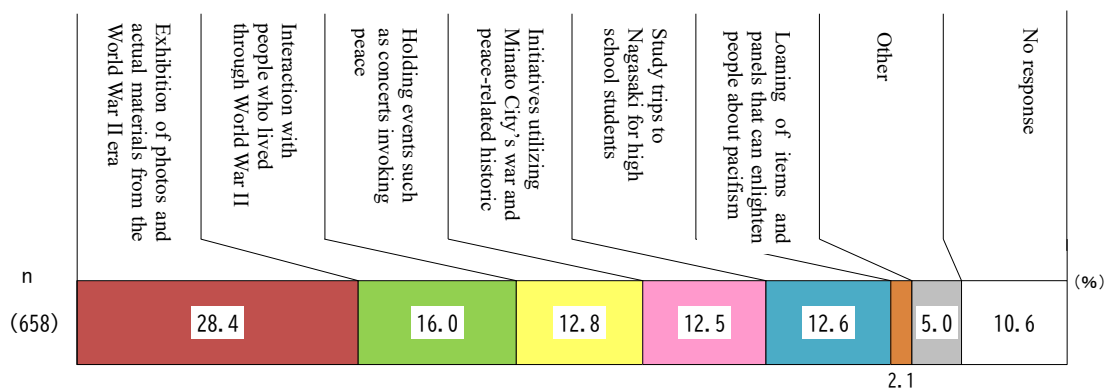 Exhibition of photos and
actual materials from the
World War II era
Interaction with
people who lived
through World War II
Holding events such
as concerts invoking
peace
Initiatives utilizing
Minato City's war and
peace-related historic
Study trips to
Nagasaki for high
school students
Loaning of items and
panels that can enlighten
people about pacifism
Other
No response
n
(%)
(658)
28.4
16.0
12.8
12.5
12.6
5.0
10.6
2.1